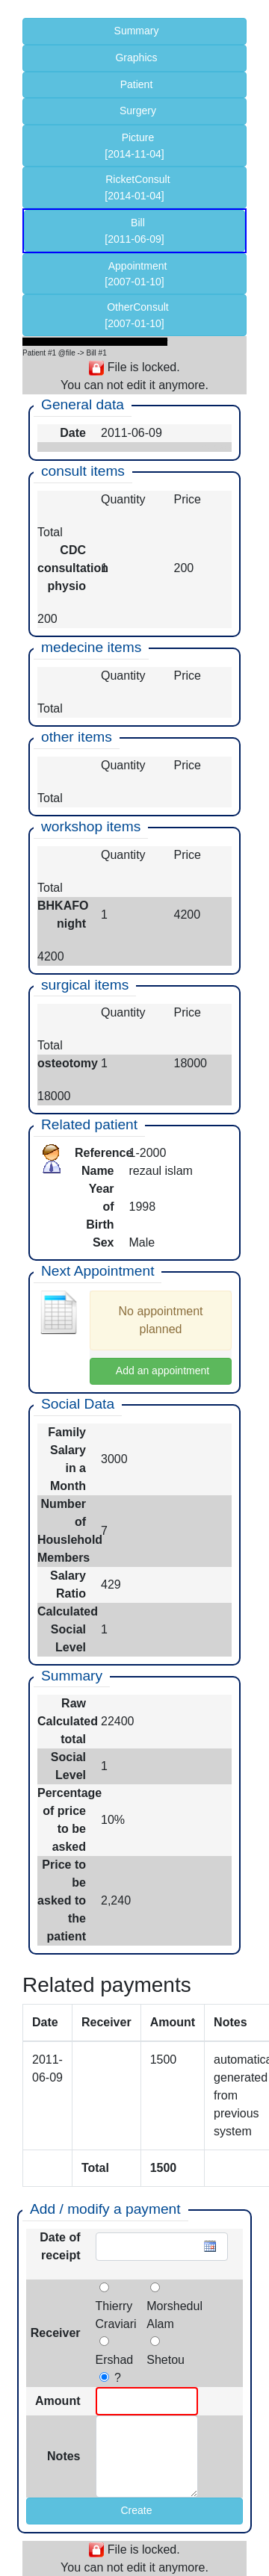 Summary
Graphics
Patient
Surgery
Picture
[2014-11-04]
RicketConsult
[2014-01-04]
Bill
[2011-06-09]
Appointment
[2007-01-10]
OtherConsult
[2007-01-10]
Patient #1 @file -> Bill #1
File is locked.
You can not edit it anymore.
General data
Date 2011-06-09
consult items
Quantity Price
Total
CDC
consultation 1 200
physio
200
medecine items
Quantity Price
Total
other items
Quantity Price
Total
workshop items
Quantity Price
Total
BHKAFO
night 1 4200
4200
surgical items
Quantity Price
Total
osteotomy 1 18000
18000
Related patient
Reference 1-2000
Name rezaul islam
Year
of 1998
Birth
Sex Male
Next Appointment
No appointment
planned
Add an appointment
Social Data
Family
Salary 3000
in a
Month
Number
of 7
Houslehold
Members
Salary 429
Ratio
Calculated
Social 1
Level
Summary
Raw
Calculated 22400
total
Social 1
Level
Percentage
of price 10%
to be
asked
Price to
be
asked to 2,240
the
patient
Related payments
Date Receiver Amount Notes
2011- 1500 automatica
06-09 generated
from
previous
system
Total 1500
Add / modify a payment
Date of
receipt
Receiver
Thierry Morshedul
Craviari Alam
Ershad Shetou
?
Amount
Notes
Create
File is locked.
You can not edit it anymore.